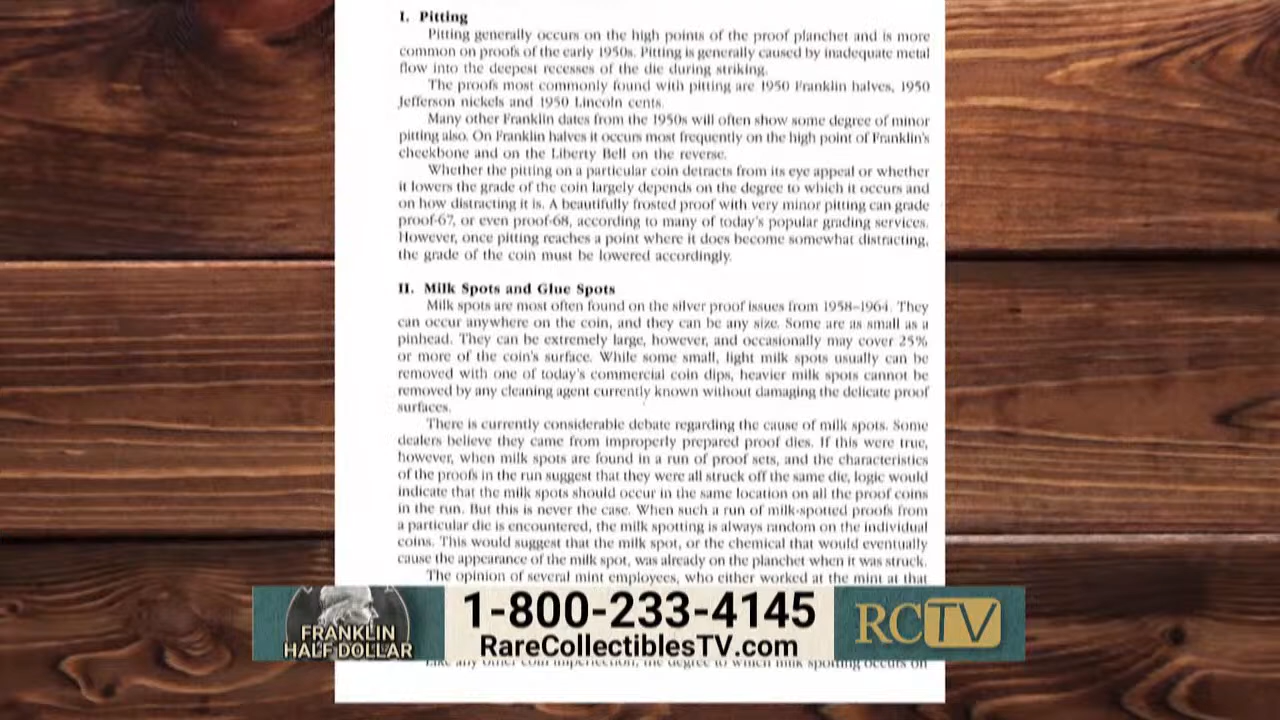 I. Pitting
Pitting generally occurs on the high points of the proof planchet and is more
common on proofs of the early 1950s. Pitting is generally caused by inadequate metal
flow into the deepest recesses of the die during striking.
The proofs most commonly found with pitting are 1950 Franklin halves, 1950
Jefferson nickels and 1950 Lincoln cents.
Many other Franklin dates from the 1950s will often show some degree of minor
pitting also. On Franklin halves it occurs most frequently on the high point of Franklin's
cheekbone and on the Liberty Bell on the reverse.
Whether the pitting on a particular coin detracts from its eye appeal or whether
it lowers the grade of the coin largely depends on the degree to which it occurs and
on how distracting it is. A beautifully frosted proof with very minor pitting can grade
proof-67, or even proof-68, according to many of today's popular grading services.
However, once pitting reaches a point where it does become somewhat distracting,
the grade of the coin must be lowered accordingly.
II. Milk Spots and Glue Spots
Milk spots are most often found on the silver proof issues from 1958–1964. They
can occur anywhere on the coin, and they can be any size. Some are as small as a
pinhead. They can be extremely large, however, and occasionally may cover 25%
or more of the coin's surface. While some small, light milk spots usually can be
removed with one of today's commercial coin dips, heavier milk spots cannot be
removed by any cleaning agent currently known without damaging the delicate proof
surfaces.
There is currently considerable debate regarding the cause of milk spots. Some
dealers believe they came from improperly prepared proof dies. If this were true,
however, when milk spots are found in a run of proof sets, and the characteristics
of the proofs in the run suggest that they were all struck off the same die, logic would
indicate that the milk spots should occur in the same location on all the proof coins
in the run. But this is never the case. When such a run of milk-spotted proofs from
a particular die is encountered, the milk spotting is always random on the individual
coins. This would suggest that the milk spot, or the chemical that would eventually
cause the appearance of the milk spot, was already on the planchet when it was struck.
The opinion of several mint employees, who either worked at the mint at that
FRANKLIN
HALF DOLLAR
1-800-233-4145
RareCollectiblesTV.com
RCTV
Like any other coin imperfection, the degree to which milk spotting occurs on